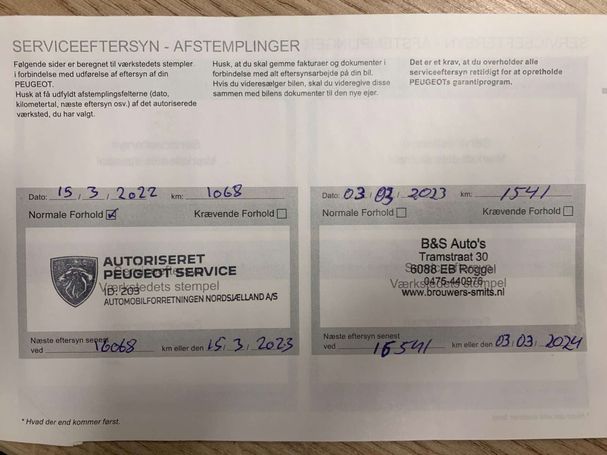 SERVICEEFTERSYN - AFSTEMPLINGER
Følgende sider er beregnet til værkstedets stempler
i forbindelse med udførelse af eftersyn af din
PEUGEOT.
Husk at få udfyldt afstemplingsfelterne (dato,
kilometertal, næste eftersyn osv.) af det autoriserede
værksted, du har valgt.
Husk, at du skal gemme fakturaer og dokumenter i
forbindelse med alt eftersynsarbejde på din bil.
Hvis du videresælger bilen, skal du videregive disse
sammen med bilens dokumenter til den nye ejer.
Det er et krav, at du overholder alle
serviceeftersyn rettidigt for at opretholde
PEUGEOTs garantiprogram.
Dato: 15 / 3 / 2022 km: 1068
Normale Forhold Krævende Forhold
AUTORISERET
PEUGEOT SERVICE
ID: 203
Værkstedets stempel
AUTOMOBILFORRETNINGEN NORDSJÆLLAND A/S
Næste eftersyn senest
ved 16068 km eller den 15 / 3 / 2023
Dato: 03 / 03 / 2023 km: 1541
Normale Forhold Krævende Forhold
B&S Auto's
Tramstraat 30
6088 EB Roggel
0475-440976
Værkstedets stempel
www.brouwers-smits.nl
Næste eftersyn senest
ved 16541 km eller den 03 / 03 / 2024
* Hvad der end kommer først.